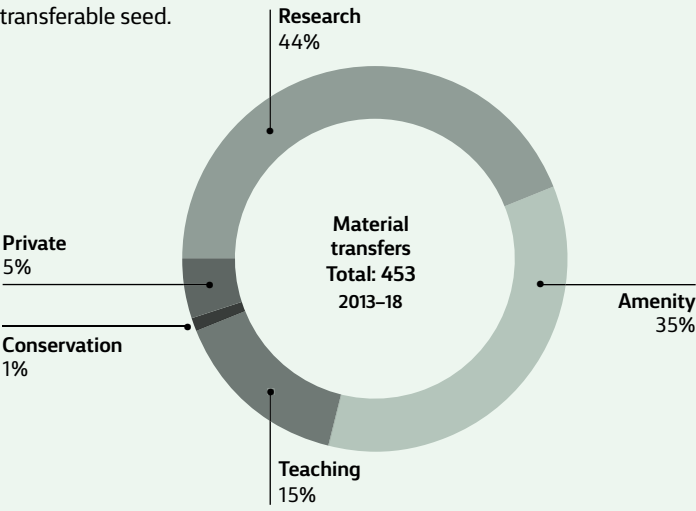 transferable seed.
Research
44%
Material
transfers
Total: 453
2013–18
Private
5%
Amenity
35%
Conservation
1%
Teaching
15%